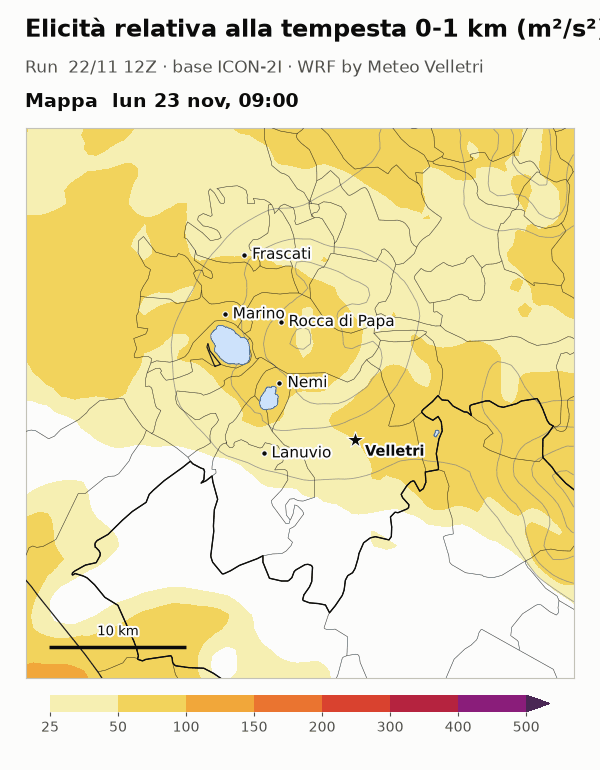 Elicità relativa alla tempesta 0-1 km (m²/s²)
Run 22/11 12Z · base ICON-2I · WRF by Meteo Velletri
Mappa lun 23 nov, 09:00
Frascati
Marino
Rocca di Papa
Nemi
Velletri
Lanuvio
10 km
25 50 100 150 200 300 400 500